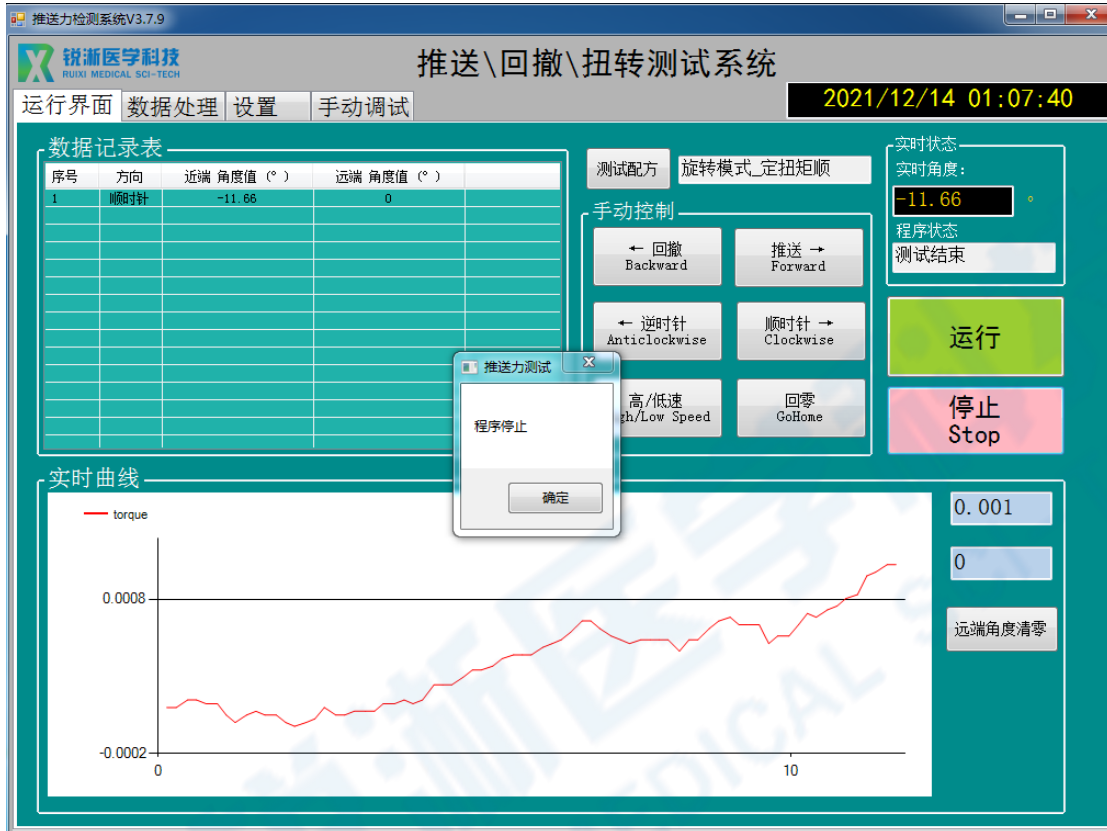 推送力检测系统V3.7.9
锐浙医学科技
RUIXI MEDICAL SCI-TECH
推送\回撤\扭转测试系统
运行界面 数据处理 设置 手动调试
2021/12/14 01:07:40
数据记录表
序号 方向 近端 角度值（°） 远端 角度值（°）
1 顺时针 -11.66 0
测试配方 旋转模式_定扭矩顺
手动控制
← 回撤
Backward
推送 →
Forward
← 逆时针
Anticlockwise
顺时针 →
Clockwise
高/低速
gh/Low Speed
回零
GoHome
实时状态
实时角度:
-11.66 °
程序状态
测试结束
运行
停止
Stop
推送力测试
程序停止
确定
实时曲线
torque
0.0008
-0.0002
0
10
0.001
0
远端角度清零